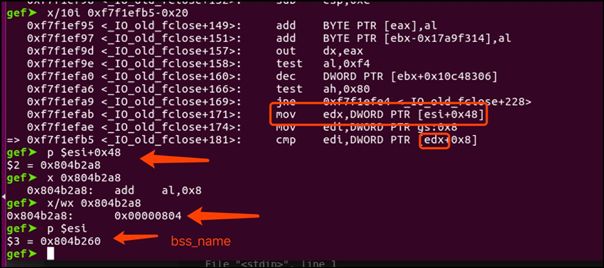 gef➤ x/10i 0xf7f1efb5-0x20
0xf7f1ef95 <_IO_old_fclose+149>: add BYTE PTR [eax],al
0xf7f1ef97 <_IO_old_fclose+151>: add BYTE PTR [ebx-0x17a9f314],al
0xf7f1ef9d <_IO_old_fclose+157>: out dx,eax
0xf7f1ef9e <_IO_old_fclose+158>: test al,0xf4
0xf7f1efa0 <_IO_old_fclose+160>: dec DWORD PTR [ebx+0x10c48306]
0xf7f1efa6 <_IO_old_fclose+166>: test ah,0x80
0xf7f1efa9 <_IO_old_fclose+169>: jne 0xf7f1efe4 <_IO_old_fclose+228>
0xf7f1efab <_IO_old_fclose+171>: mov edx,DWORD PTR [esi+0x48]
0xf7f1efae <_IO_old_fclose+174>: mov edi,DWORD PTR gs:0x8
=> 0xf7f1efb5 <_IO_old_fclose+181>: cmp edi,DWORD PTR [edx+0x8]
gef➤ p $esi+0x48
$2 = 0x804b2a8
gef➤ x 0x804b2a8
0x804b2a8: add al,0x8
gef➤ x/wx 0x804b2a8
0x804b2a8: 0x00000804
gef➤ p $esi
$3 = 0x804b260 bss_name
gef➤
File "<stdin>", line 1